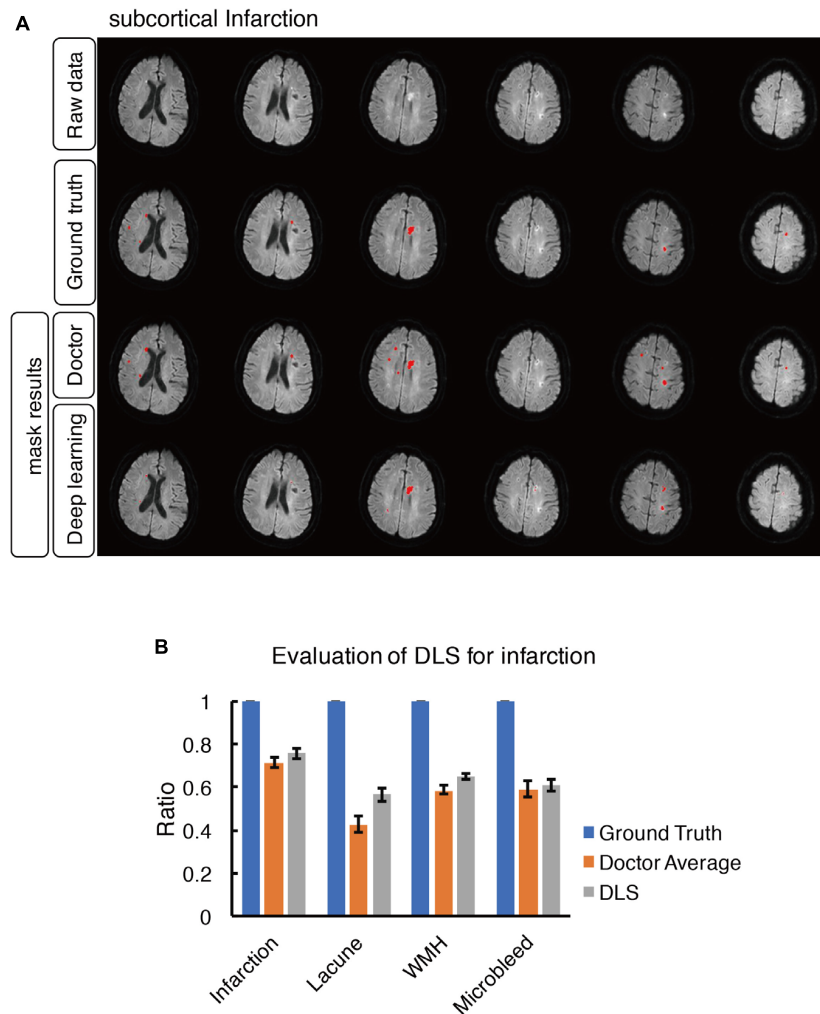 A
subcortical Infarction
Raw data
Ground truth
mask results
Doctor
Deep learning
B
Evaluation of DLS for infarction
Ratio
1
0.8
0.6
0.4
0.2
0
Infarction
Lacune
WMH
Microbleed
Ground Truth
Doctor Average
DLS